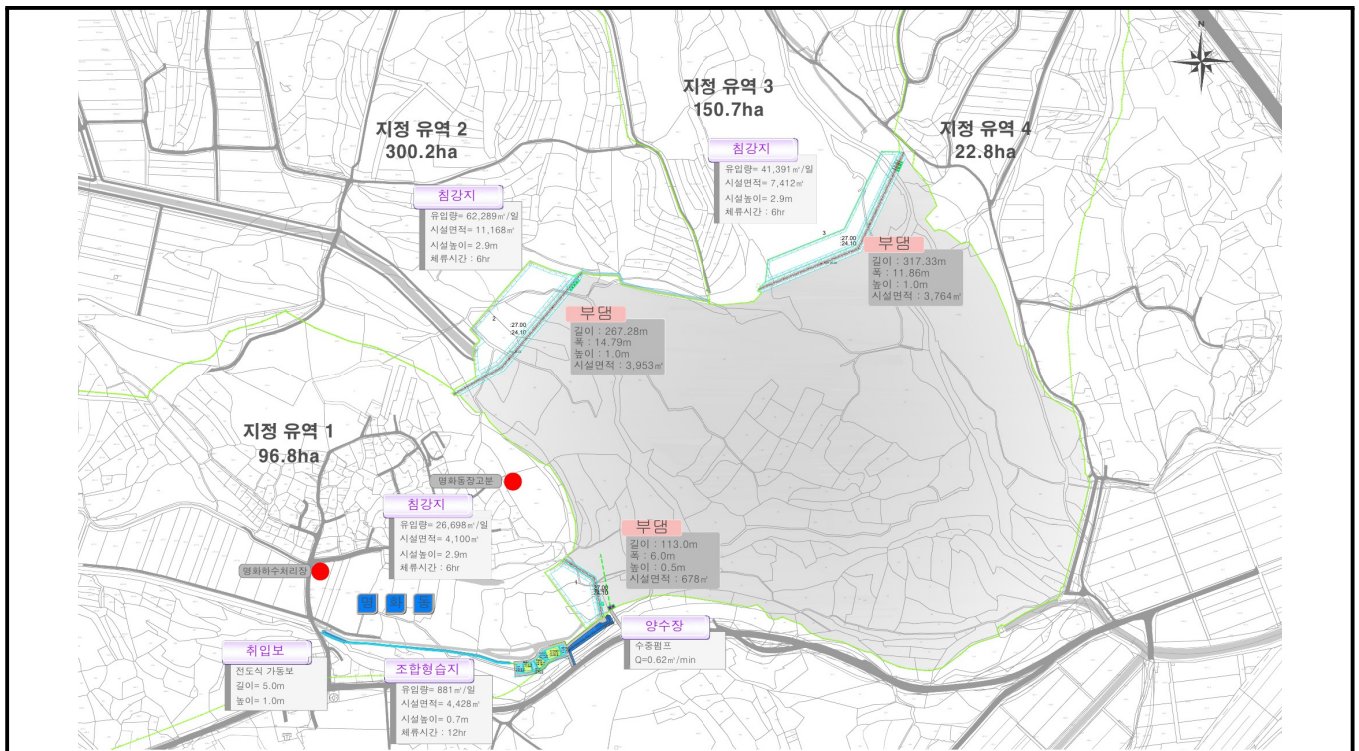 N
지정 유역 3
150.7ha
지정 유역 2
300.2ha
지정 유역 4
22.8ha
침강지
유입량= 41,391㎥/일
시설면적= 7,412㎡
시설높이= 2.9m
체류시간 : 6hr
침강지
유입량= 62,289㎥/일
시설면적= 11,168㎡
시설높이= 2.9m
체류시간 : 6hr
3
:27.00
:24.10
부댐
길이 : 317.33m
폭 : 11.86m
높이 : 1.0m
시설면적 : 3,764㎡
2
:27.00
:24.10
부댐
길이 : 267.28m
폭 : 14.79m
높이 : 1.0m
시설면적 : 3,953㎡
지정 유역 1
96.8ha
명화동장고분
침강지
유입량= 26,698㎥/일
시설면적= 4,100㎡
시설높이= 2.9m
체류시간 : 6hr
부댐
길이 : 113.0m
폭 : 6.0m
높이 : 0.5m
시설면적 : 678㎡
명화하수처리장
명 화 동
1
취입보
전도식 가동보
길이= 5.0m
높이= 1.0m
조합형습지
유입량= 881㎥/일
시설면적= 4,428㎡
시설높이= 0.7m
체류시간 : 12hr
양수장
수중펌프
Q=0.62㎥/min